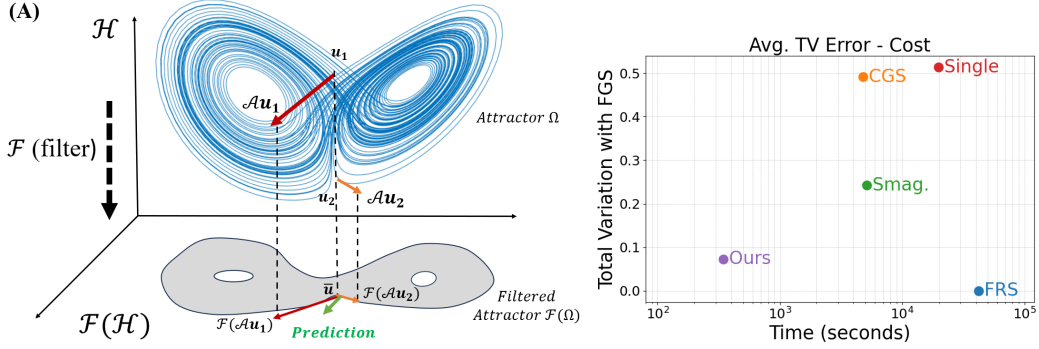 (A)
ℋ
ℱ (filter)
u₁
𝒜u₁
Attractor Ω
u₂
𝒜u₂
ū
ℱ(𝒜u₂)
ℱ(𝒜u₁)
Prediction
Filtered
Attractor ℱ(Ω)
ℱ(ℋ)
Avg. TV Error - Cost
Total Variation with FGS
0.5
0.4
0.3
0.2
0.1
0.0
CGS
Single
Smag.
Ours
FRS
10²
10³
10⁴
10⁵
Time (seconds)